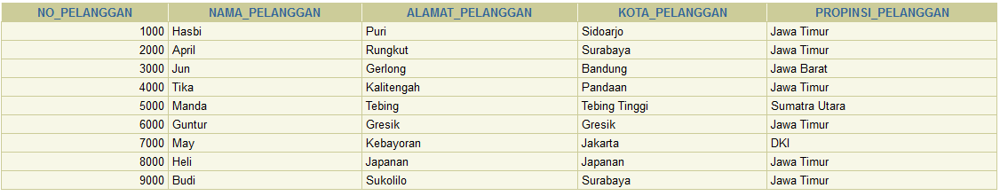 NO_PELANGGAN NAMA_PELANGGAN ALAMAT_PELANGGAN KOTA_PELANGGAN PROPINSI_PELANGGAN
1000 Hasbi Puri Sidoarjo Jawa Timur
2000 April Rungkut Surabaya Jawa Timur
3000 Jun Gerlong Bandung Jawa Barat
4000 Tika Kalitengah Pandaan Jawa Timur
5000 Manda Tebing Tebing Tinggi Sumatra Utara
6000 Guntur Gresik Gresik Jawa Timur
7000 May Kebayoran Jakarta DKI
8000 Heli Japanan Japanan Jawa Timur
9000 Budi Sukolilo Surabaya Jawa Timur